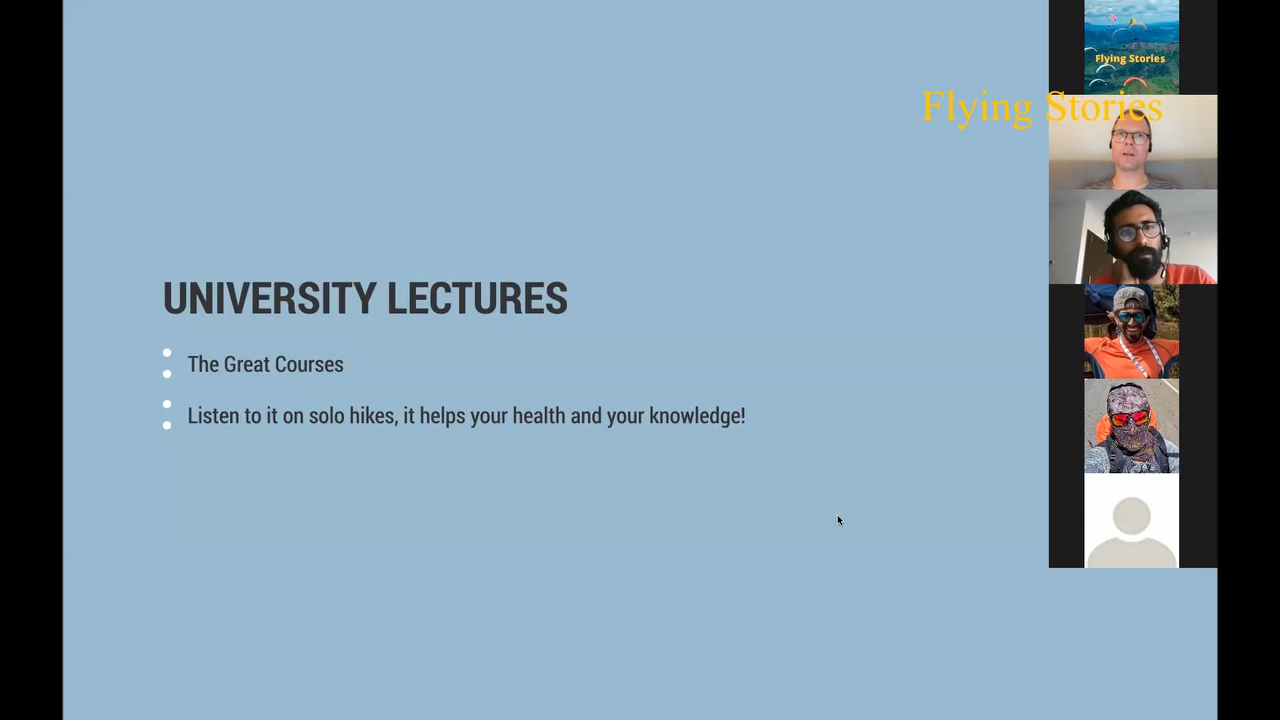 Flying Stories
Flying Stories
UNIVERSITY LECTURES
The Great Courses
Listen to it on solo hikes, it helps your health and your knowledge!